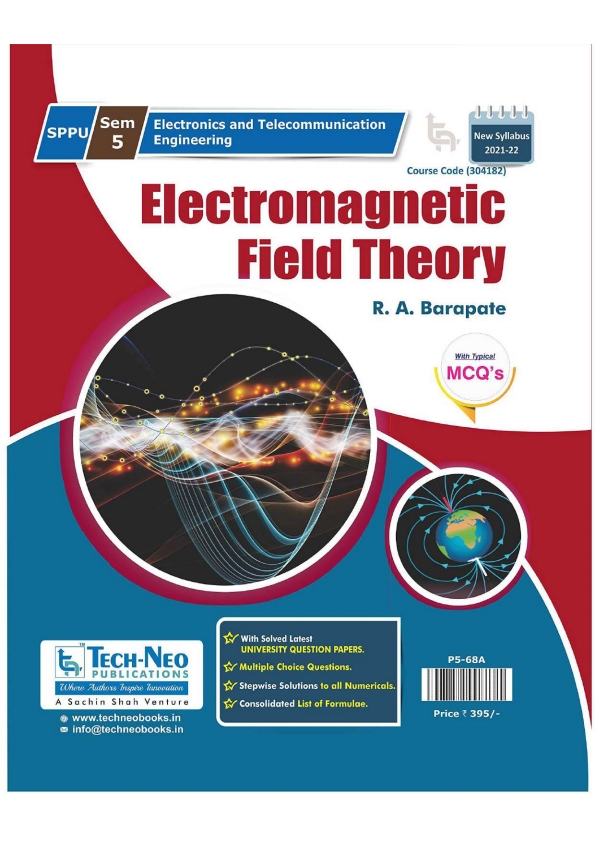 SPPU
Sem
5
Electronics and Telecommunication
Engineering
New Syllabus
2021-22
Course Code (304182)
Electromagnetic
Field Theory
R. A. Barapate
With Typical
MCQ's
With Solved Latest
UNIVERSITY QUESTION PAPERS.
Multiple Choice Questions.
Stepwise Solutions to all Numericals.
Consolidated List of Formulae.
TECH-NEO
PUBLICATIONS
Where Authors Inspire Innovation
A Sachin Shah Venture
www.techneobooks.in
info@techneobooks.in
P5-68A
Price ₹ 395/-